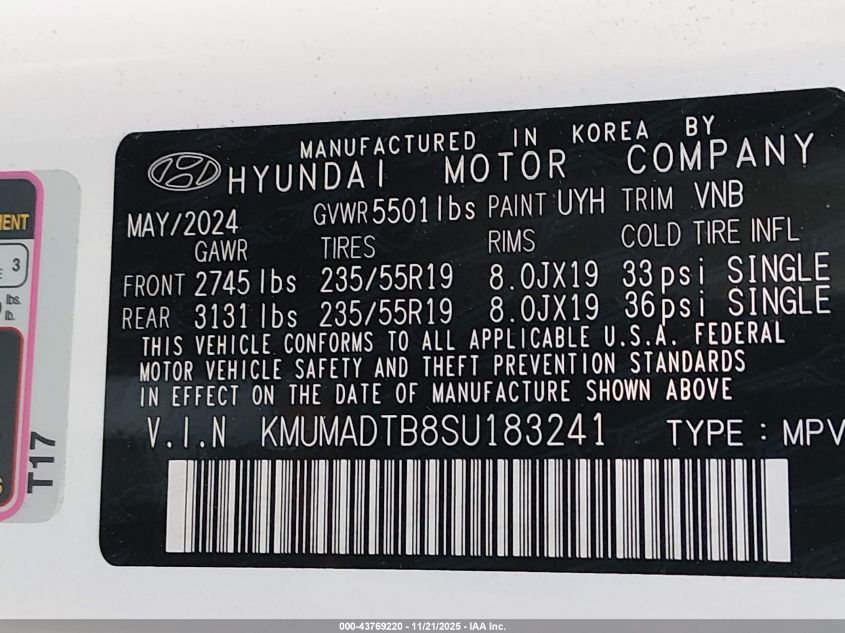 MANUFACTURED IN KOREA BY
HYUNDAI MOTOR COMPANY
MAY/2024 GVWR 5501lbs PAINT UYH TRIM VNB
GAWR TIRES RIMS COLD TIRE INFL
FRONT 2745 lbs 235/55R19 8.0JX19 33psi SINGLE
REAR 3131 lbs 235/55R19 8.0JX19 36psi SINGLE
THIS VEHICLE CONFORMS TO ALL APPLICABLE U.S.A. FEDERAL
MOTOR VEHICLE SAFETY AND THEFT PREVENTION STANDARDS
IN EFFECT ON THE DATE OF MANUFACTURE SHOWN ABOVE
V.I.N KMUMADTB8SU183241 TYPE : MPV
3
lbs.
lb.
T17
000-43769220 - 11/21/2025 - IAA Inc.